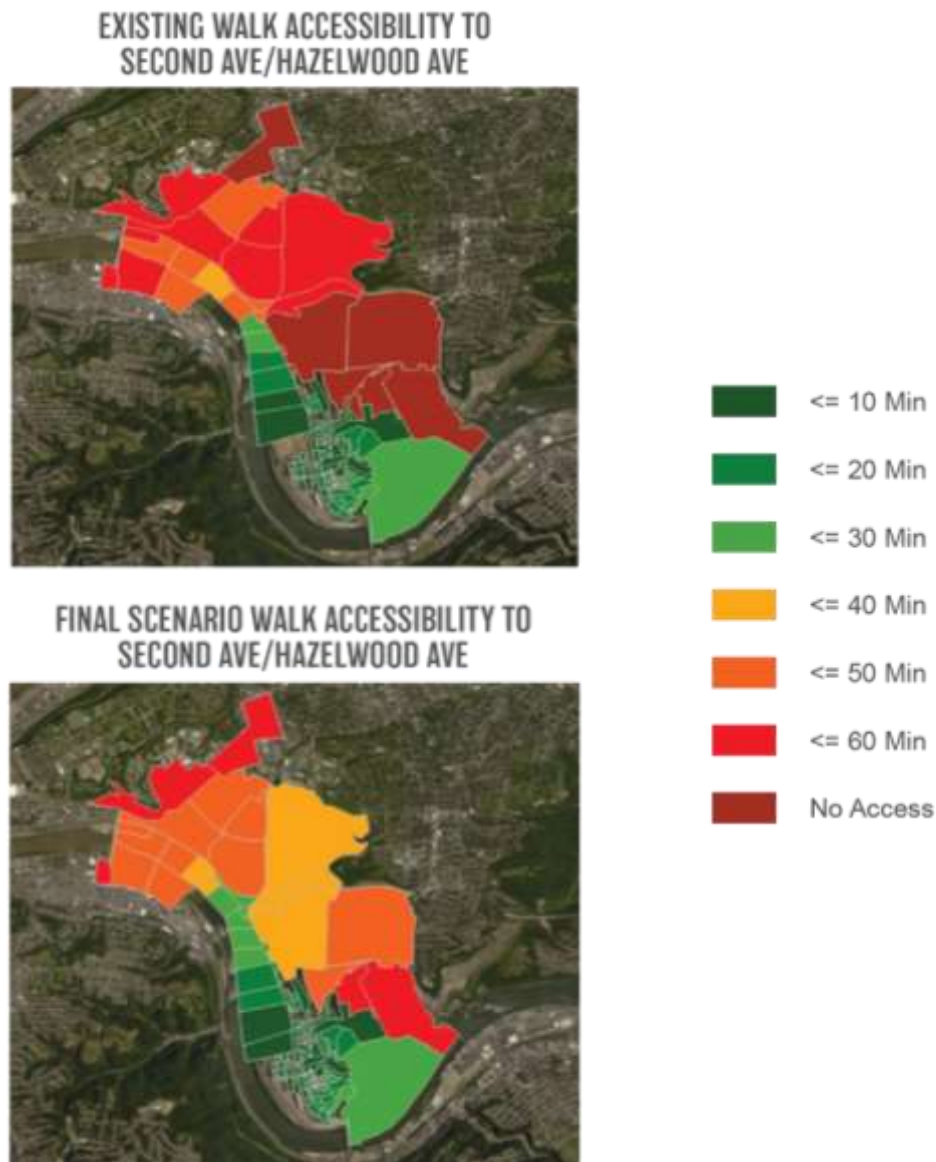 EXISTING WALK ACCESSIBILITY TO
SECOND AVE/HAZELWOOD AVE
<= 10 Min
<= 20 Min
<= 30 Min
<= 40 Min
<= 50 Min
<= 60 Min
No Access
FINAL SCENARIO WALK ACCESSIBILITY TO
SECOND AVE/HAZELWOOD AVE